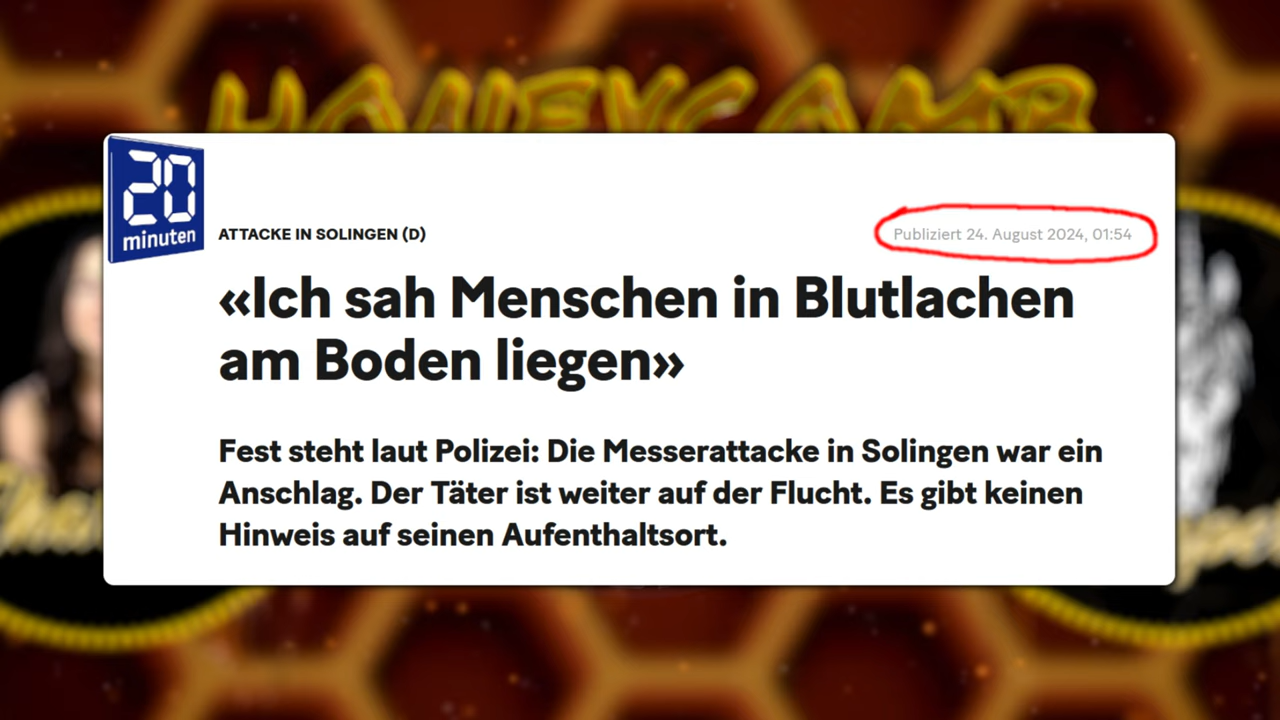 HONEYCOMB
20
minuten
ATTACKE IN SOLINGEN (D)
Publiziert 24. August 2024, 01:54
«Ich sah Menschen in Blutlachen
am Boden liegen»
Fest steht laut Polizei: Die Messerattacke in Solingen war ein
Anschlag. Der Täter ist weiter auf der Flucht. Es gibt keinen
Hinweis auf seinen Aufenthaltsort.